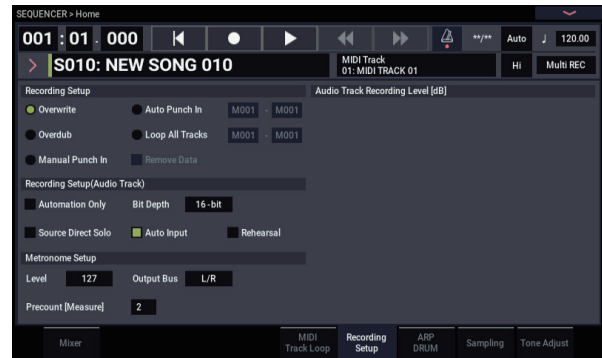 SEQUENCER > Home
001 : 01 . 000 **/** Auto ♩ 120.00
S010: NEW SONG 010 MIDI Track Hi Multi REC
01: MIDI TRACK 01
Recording Setup Audio Track Recording Level [dB]
Overwrite Auto Punch In M001 - M001
Overdub Loop All Tracks M001 - M001
Manual Punch In Remove Data
Recording Setup(Audio Track)
Automation Only Bit Depth 16-bit
Source Direct Solo Auto Input Rehearsal
Metronome Setup
Level 127 Output Bus L/R
Precount [Measure] 2
Mixer MIDI Track Loop Recording Setup ARP DRUM Sampling Tone Adjust